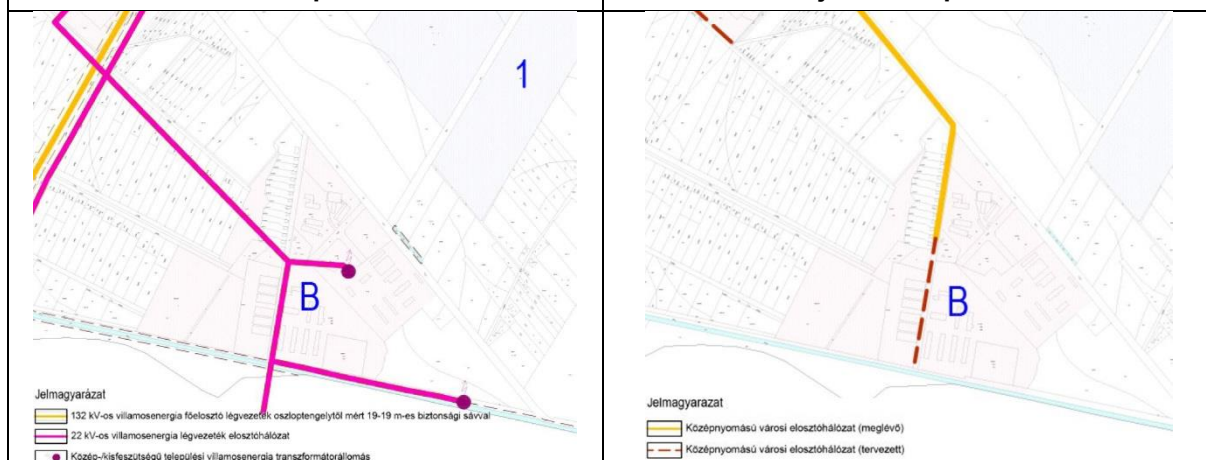 1
B
Jelmagyarázat
132 kV-os villamosenergia főelosztó légvezeték oszloptengelytől mért 19-19 m-es biztonsági sávval
22 kV-os villamosenergia légvezeték elosztóhálózat
Közép-/kisfeszültségű települési villamosenergia transzformátorállomás
B
Jelmagyarazat
Középnyomású városi elosztóhálózat (meglévő)
Középnyomású városi elosztóhálózat (tervezett)